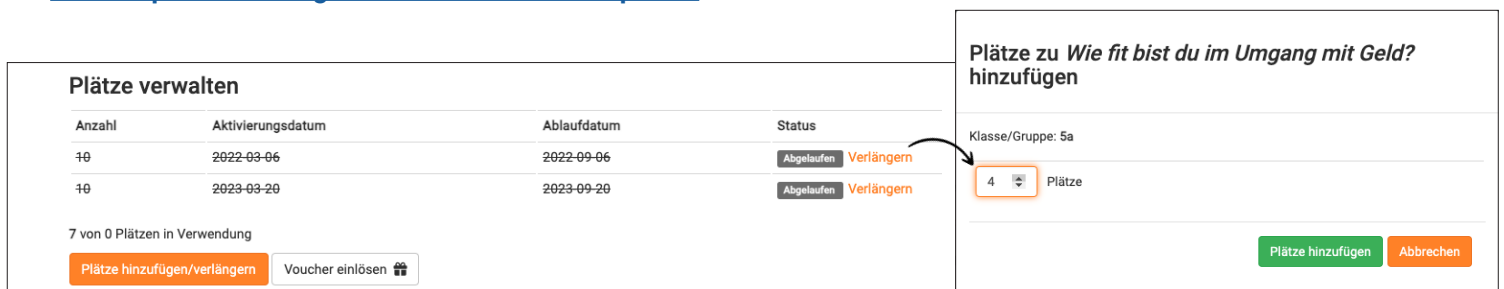 Plätze verwalten
Anzahl Aktivierungsdatum Ablaufdatum Status
10 2022-03-06 2022-09-06 Abgelaufen Verlängern
10 2023-03-20 2023-09-20 Abgelaufen Verlängern
7 von 0 Plätzen in Verwendung
Plätze hinzufügen/verlängern Voucher einlösen
Plätze zu Wie fit bist du im Umgang mit Geld?
hinzufügen
Klasse/Gruppe: 5a
4 Plätze
Plätze hinzufügen Abbrechen